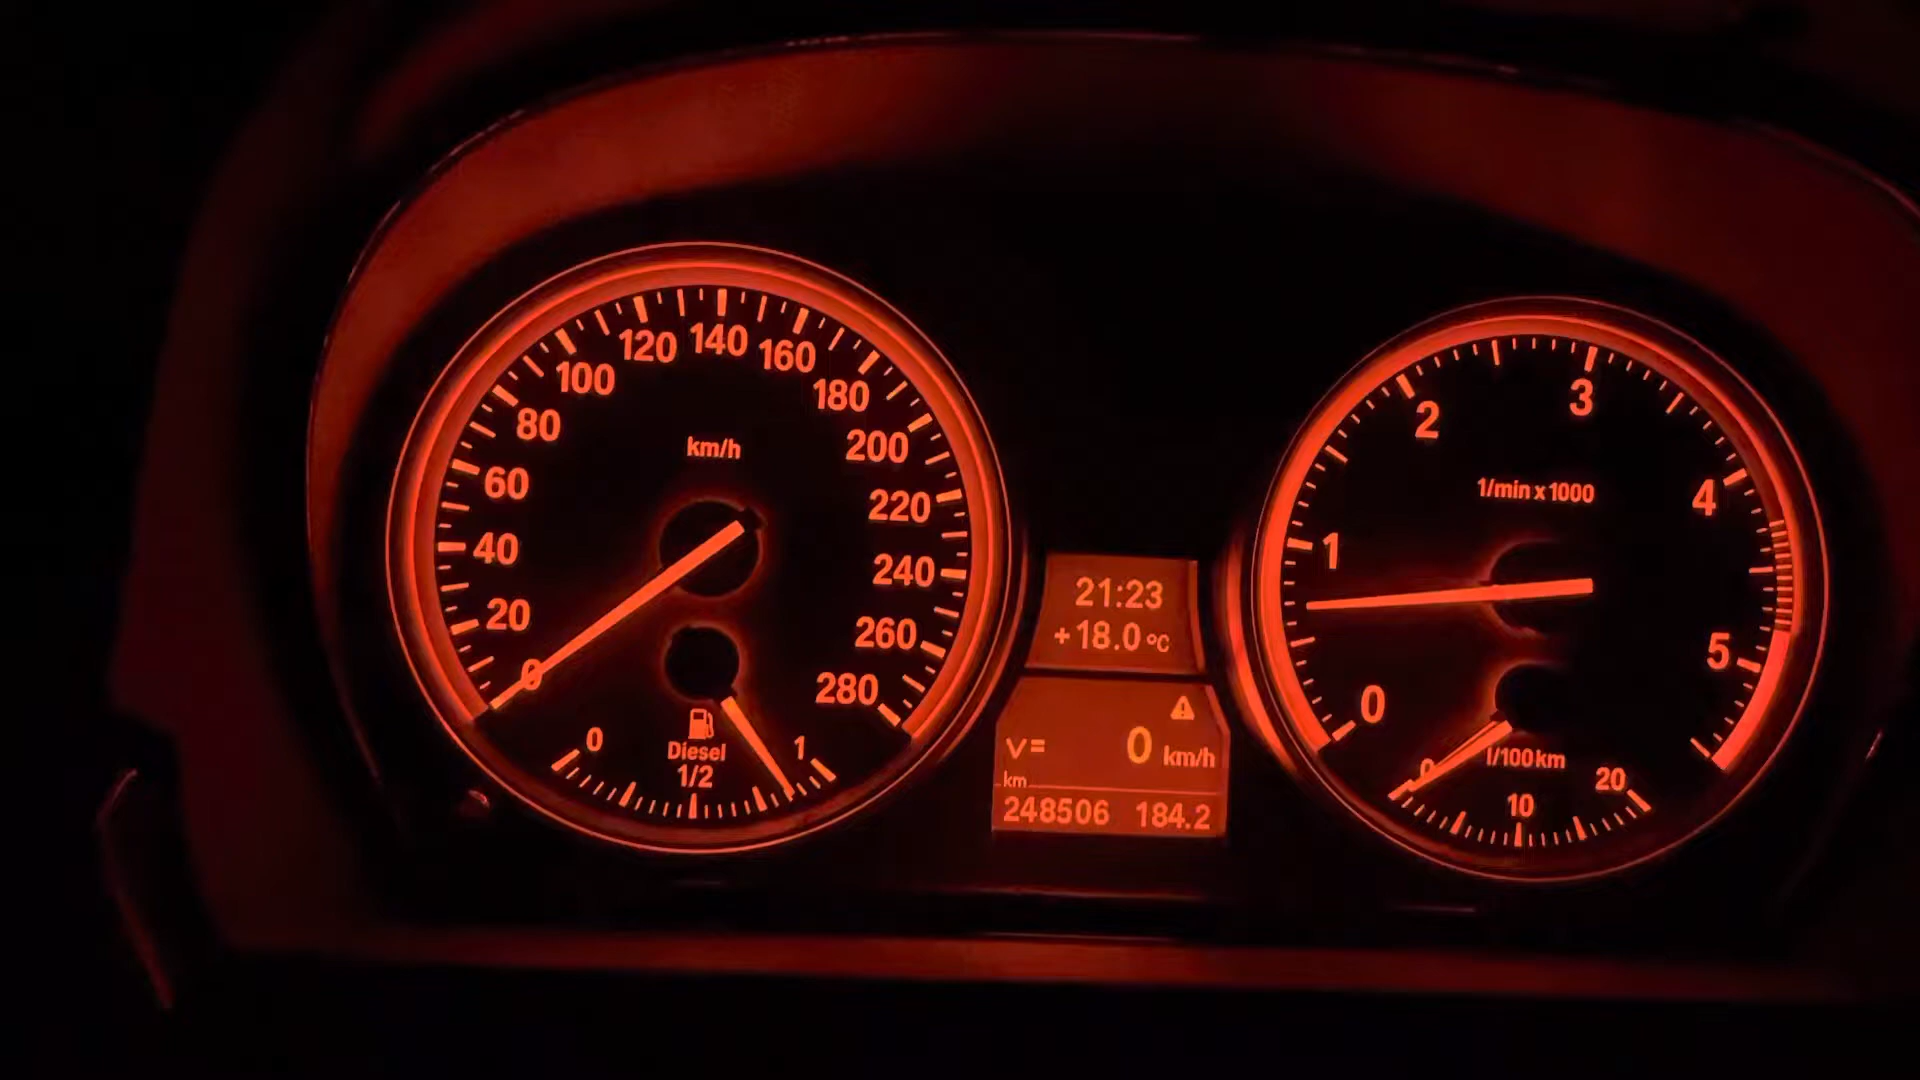 120 140 160
100 180
80 200
60 220
40 240
20 260
0 280
km/h
0 1
Diesel
1/2
21:23
+18.0 °C
v= 0 km/h
km
248506 184.2
2 3
1 4
0 5
1/min x 1000
l/100km
0 10 20